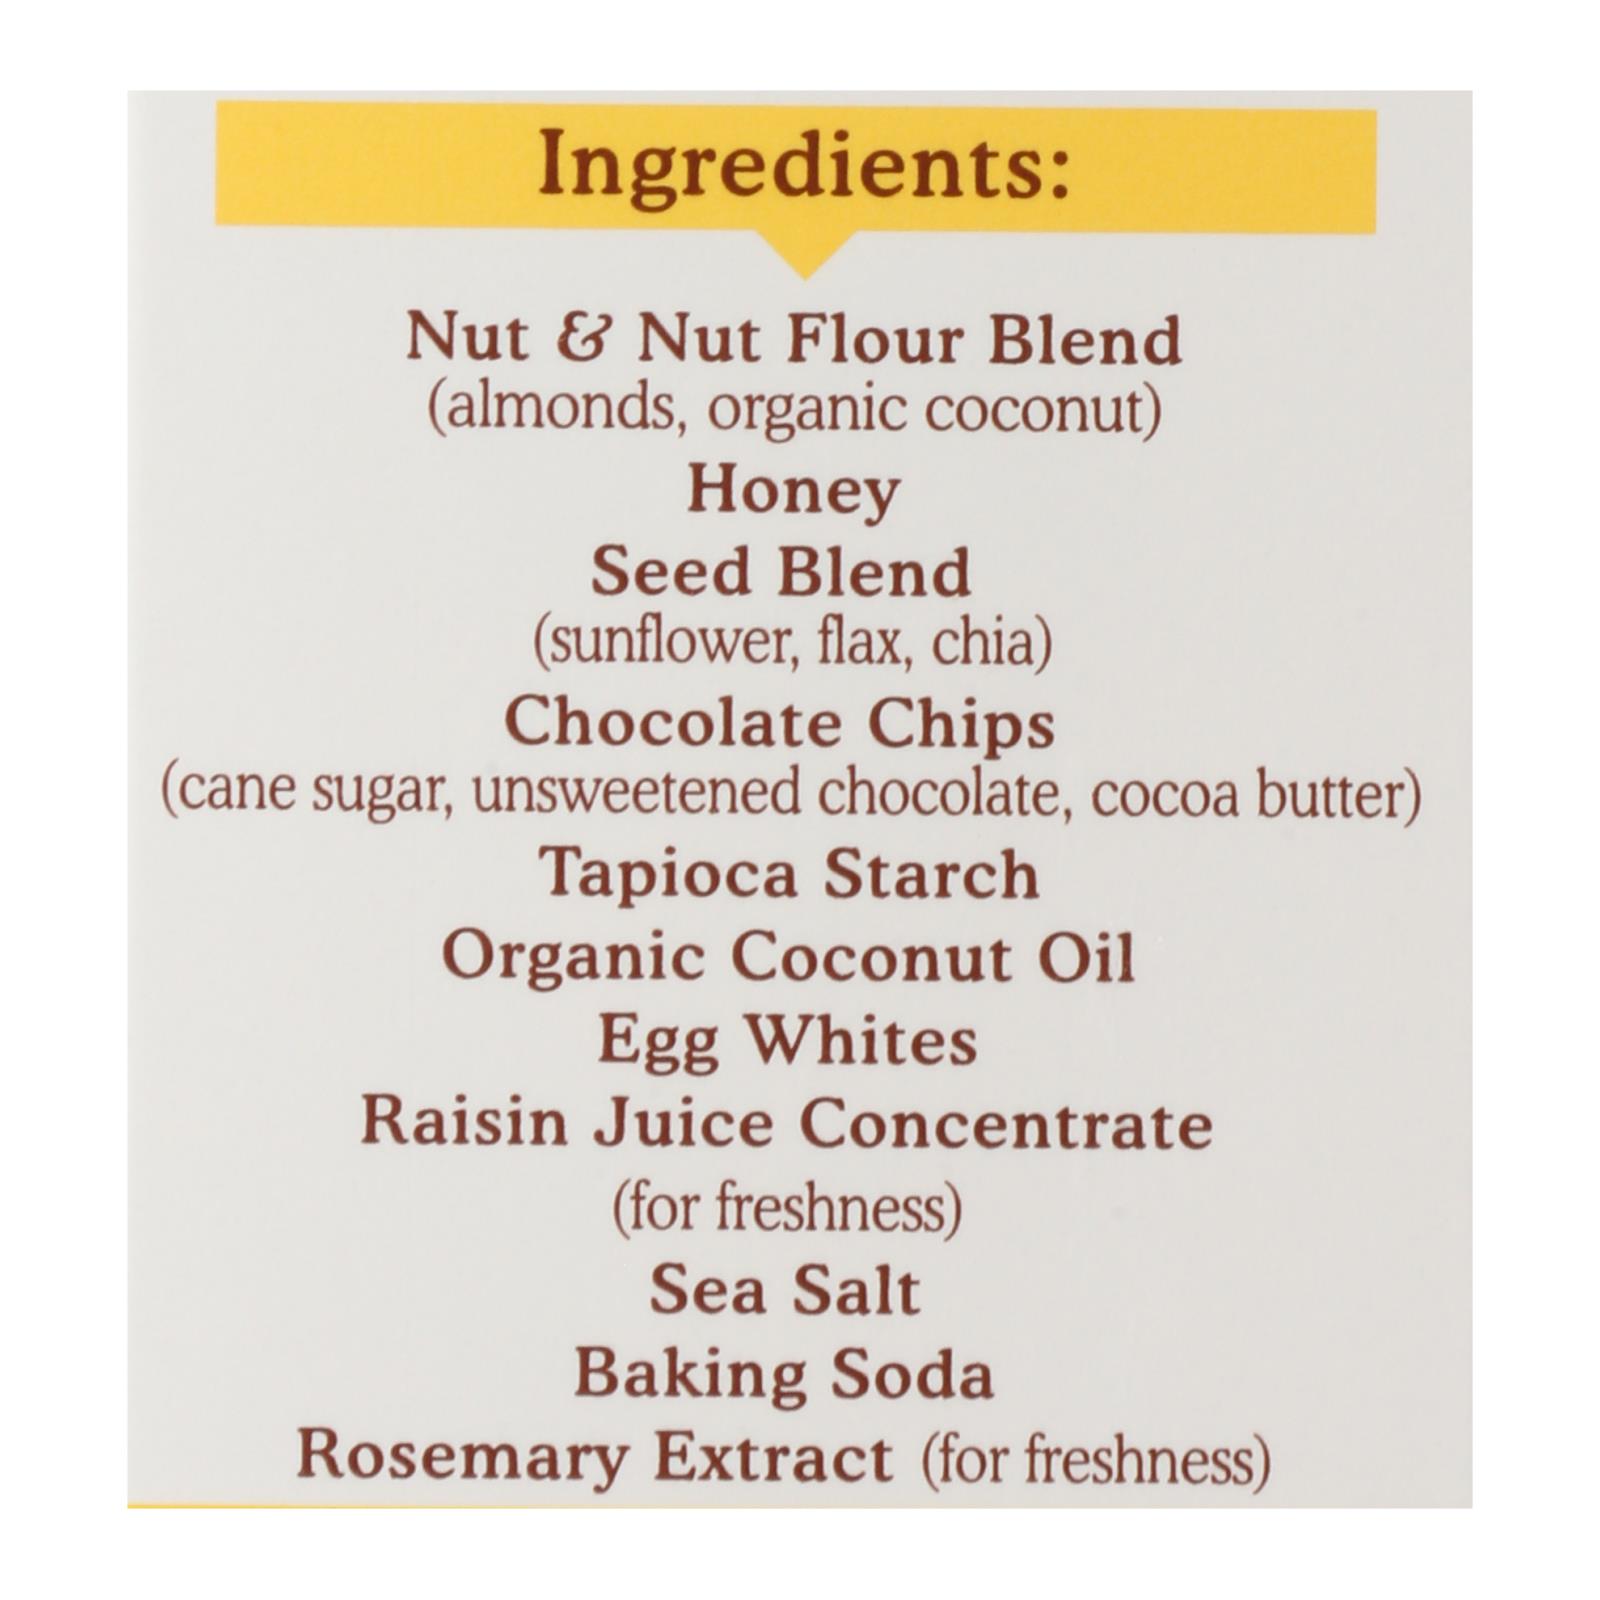 Ingredients:
Nut & Nut Flour Blend
(almonds, organic coconut)
Honey
Seed Blend
(sunflower, flax, chia)
Chocolate Chips
(cane sugar, unsweetened chocolate, cocoa butter)
Tapioca Starch
Organic Coconut Oil
Egg Whites
Raisin Juice Concentrate
(for freshness)
Sea Salt
Baking Soda
Rosemary Extract (for freshness)